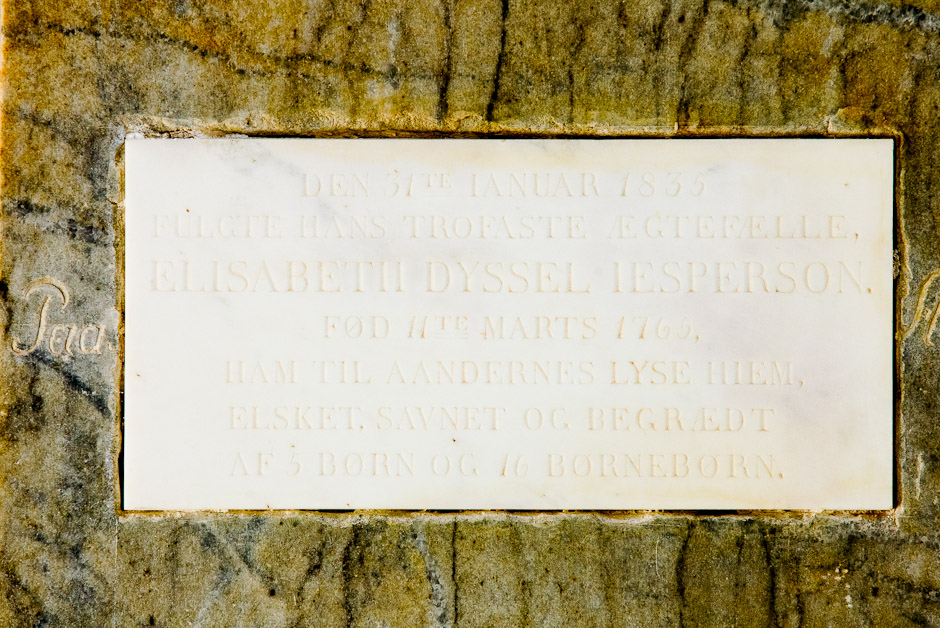 DEN 31TE IANUAR 1835
FULGTE HANS TROFASTE ÆGTEFÆLLE,
ELISABETH DYSSEL IESPERSON,
FØD 11TE MARTS 1765,
HAM TIL AANDERNES LYSE HIEM,
ELSKET, SAVNET OG BEGRÆDT
AF 5 BØRN OG 16 BØRNEBØRN.
Paa